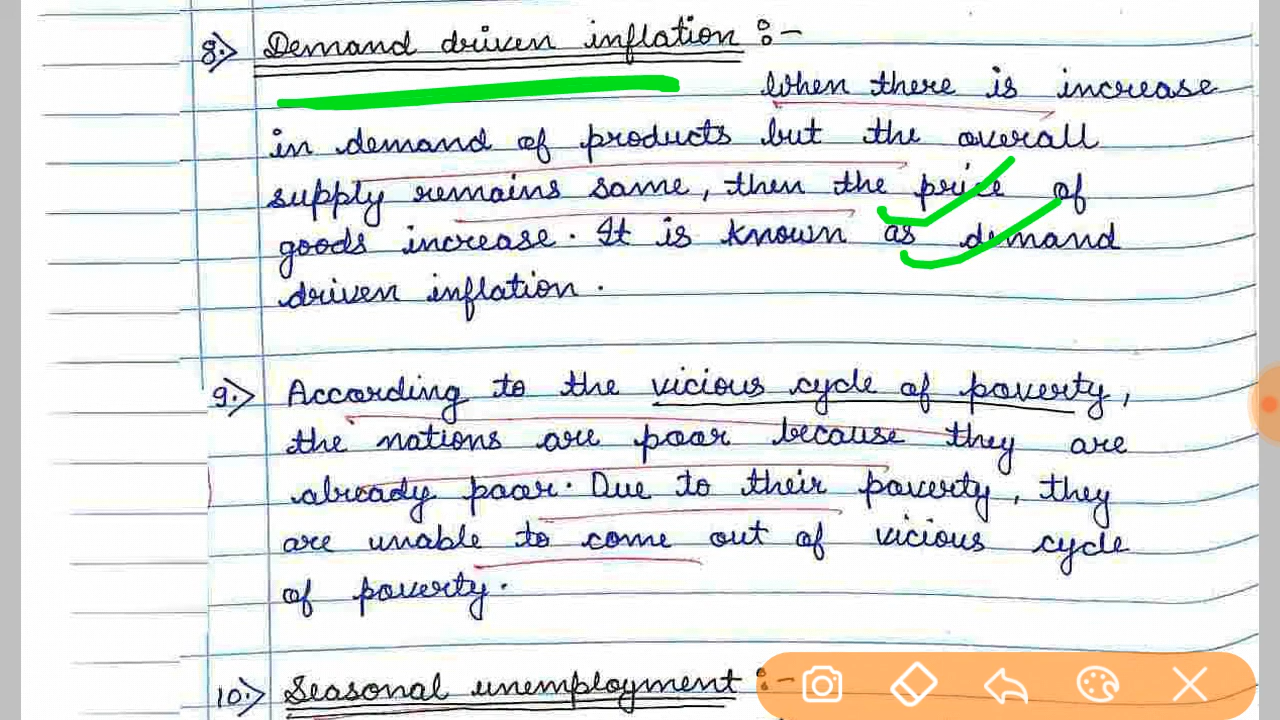 8.> Demand driven inflation :-
When there is increase
in demand of products but the overall
supply remains same, then the price of
goods increase. It is known as demand
driven inflation.
9.> According to the vicious cycle of poverty,
the nations are poor because they are
already poor. Due to their poverty, they
are unable to come out of vicious cycle
of poverty.
10.> Seasonal unemployment :-